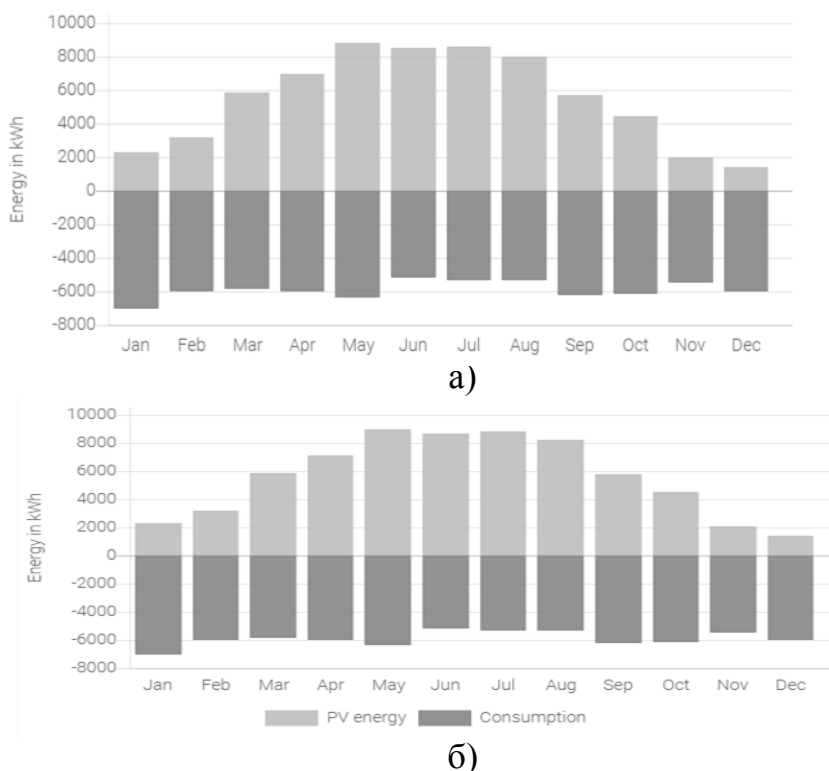 Energy in kWh
10000
8000
6000
4000
2000
0
-2000
-4000
-6000
-8000
Jan Feb Mar Apr May Jun Jul Aug Sep Oct Nov Dec
а)
Energy in kWh
10000
8000
6000
4000
2000
0
-2000
-4000
-6000
-8000
Jan Feb Mar Apr May Jun Jul Aug Sep Oct Nov Dec
PV energy Consumption
б)